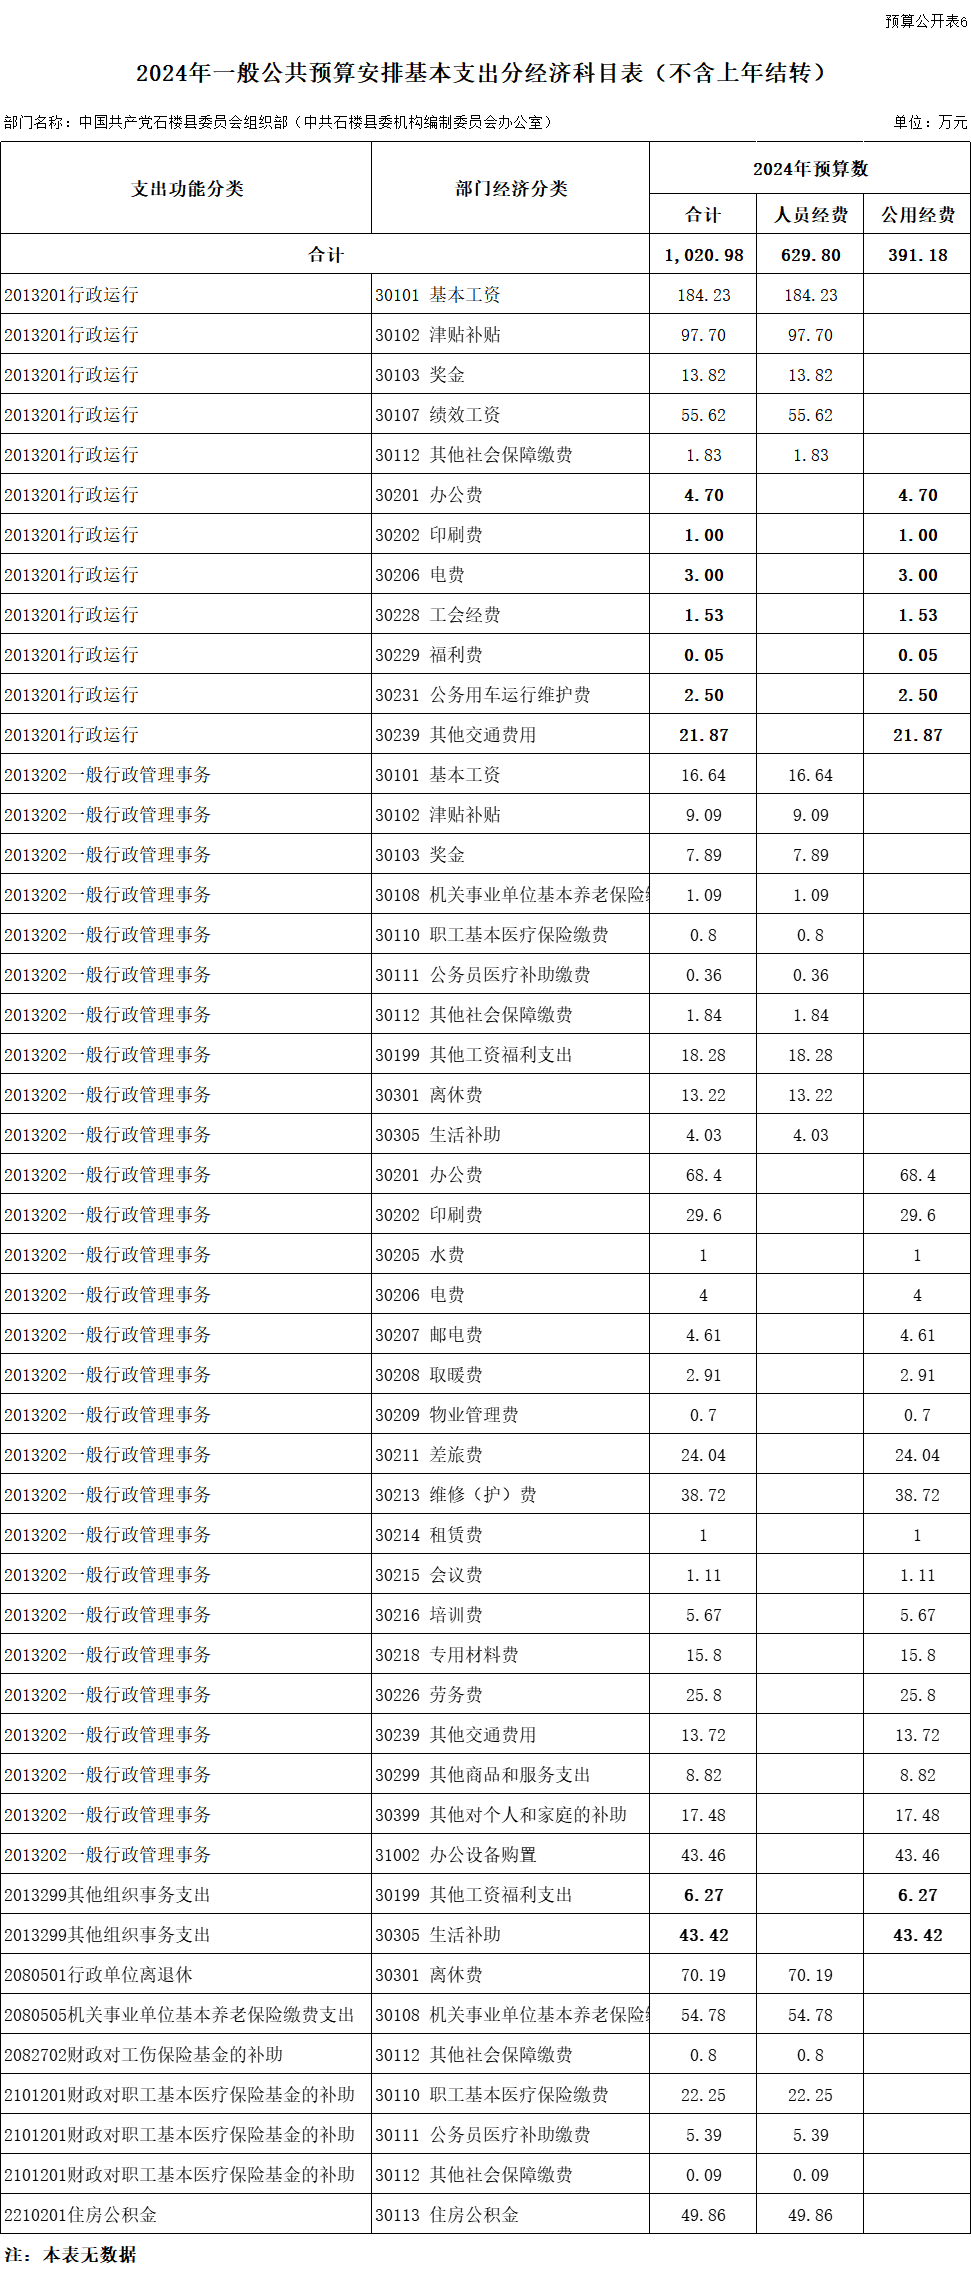 预算公开表6
2024年一般公共预算安排基本支出分经济科目表（不含上年结转）
部门名称：中国共产党石楼县委员会组织部（中共石楼县委机构编制委员会办公室） 单位：万元
支出功能分类 部门经济分类 2024年预算数
合计 人员经费 公用经费
合计 1,020.98 629.80 391.18
2013201行政运行 30101 基本工资 184.23 184.23
2013201行政运行 30102 津贴补贴 97.70 97.70
2013201行政运行 30103 奖金 13.82 13.82
2013201行政运行 30107 绩效工资 55.62 55.62
2013201行政运行 30112 其他社会保障缴费 1.83 1.83
2013201行政运行 30201 办公费 4.70 4.70
2013201行政运行 30202 印刷费 1.00 1.00
2013201行政运行 30206 电费 3.00 3.00
2013201行政运行 30228 工会经费 1.53 1.53
2013201行政运行 30229 福利费 0.05 0.05
2013201行政运行 30231 公务用车运行维护费 2.50 2.50
2013201行政运行 30239 其他交通费用 21.87 21.87
2013202一般行政管理事务 30101 基本工资 16.64 16.64
2013202一般行政管理事务 30102 津贴补贴 9.09 9.09
2013202一般行政管理事务 30103 奖金 7.89 7.89
2013202一般行政管理事务 30108 机关事业单位基本养老保险 1.09 1.09
2013202一般行政管理事务 30110 职工基本医疗保险缴费 0.8 0.8
2013202一般行政管理事务 30111 公务员医疗补助缴费 0.36 0.36
2013202一般行政管理事务 30112 其他社会保障缴费 1.84 1.84
2013202一般行政管理事务 30199 其他工资福利支出 18.28 18.28
2013202一般行政管理事务 30301 离休费 13.22 13.22
2013202一般行政管理事务 30305 生活补助 4.03 4.03
2013202一般行政管理事务 30201 办公费 68.4 68.4
2013202一般行政管理事务 30202 印刷费 29.6 29.6
2013202一般行政管理事务 30205 水费 1 1
2013202一般行政管理事务 30206 电费 4 4
2013202一般行政管理事务 30207 邮电费 4.61 4.61
2013202一般行政管理事务 30208 取暖费 2.91 2.91
2013202一般行政管理事务 30209 物业管理费 0.7 0.7
2013202一般行政管理事务 30211 差旅费 24.04 24.04
2013202一般行政管理事务 30213 维修（护）费 38.72 38.72
2013202一般行政管理事务 30214 租赁费 1 1
2013202一般行政管理事务 30215 会议费 1.11 1.11
2013202一般行政管理事务 30216 培训费 5.67 5.67
2013202一般行政管理事务 30218 专用材料费 15.8 15.8
2013202一般行政管理事务 30226 劳务费 25.8 25.8
2013202一般行政管理事务 30239 其他交通费用 13.72 13.72
2013202一般行政管理事务 30299 其他商品和服务支出 8.82 8.82
2013202一般行政管理事务 30399 其他对个人和家庭的补助 17.48 17.48
2013202一般行政管理事务 31002 办公设备购置 43.46 43.46
2013299其他组织事务支出 30199 其他工资福利支出 6.27 6.27
2013299其他组织事务支出 30305 生活补助 43.42 43.42
2080501行政单位离退休 30301 离休费 70.19 70.19
2080505机关事业单位基本养老保险缴费支出 30108 机关事业单位基本养老保险 54.78 54.78
2082702财政对工伤保险基金的补助 30112 其他社会保障缴费 0.8 0.8
2101201财政对职工基本医疗保险基金的补助 30110 职工基本医疗保险缴费 22.25 22.25
2101201财政对职工基本医疗保险基金的补助 30111 公务员医疗补助缴费 5.39 5.39
2101201财政对职工基本医疗保险基金的补助 30112 其他社会保障缴费 0.09 0.09
2210201住房公积金 30113 住房公积金 49.86 49.86
注：本表无数据